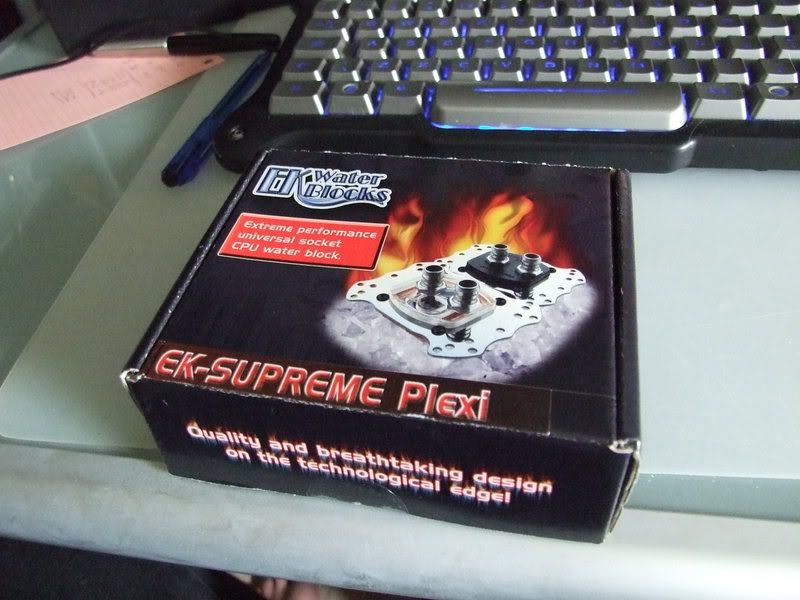 EK Water
Blocks
Extreme performance
universal socket
CPU water block.
EK-SUPREME Plexi
Quality and breathtaking design
on the technological edge!